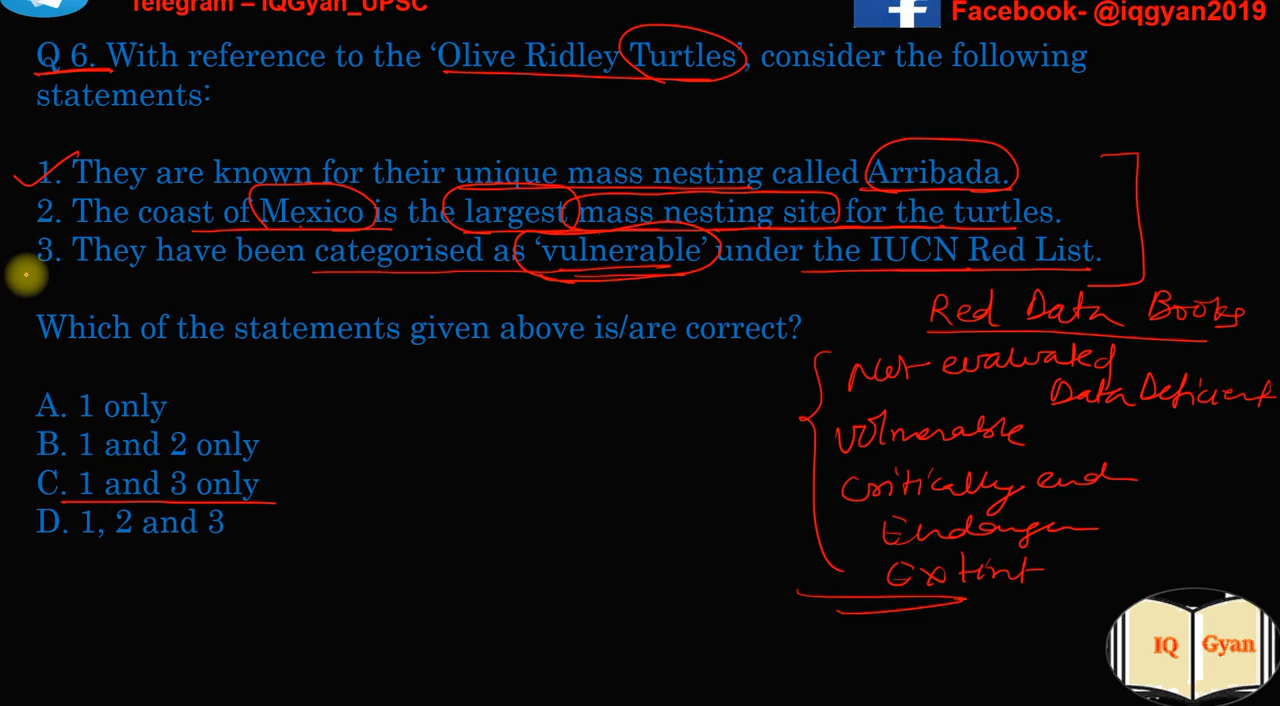 Telegram – IQGyan_UPSC
Facebook- @iqgyan2019
Q 6. With reference to the ‘Olive Ridley Turtles’, consider the following
statements:
1. They are known for their unique mass nesting called Arribada.
2. The coast of Mexico is the largest mass nesting site for the turtles.
3. They have been categorised as ‘vulnerable’ under the IUCN Red List.
Which of the statements given above is/are correct?
A. 1 only
B. 1 and 2 only
C. 1 and 3 only
D. 1, 2 and 3
Red Data Books
Not evaluated
Data Deficient
Vulnerable
Critically end
Endanger
Extint
IQ Gyan